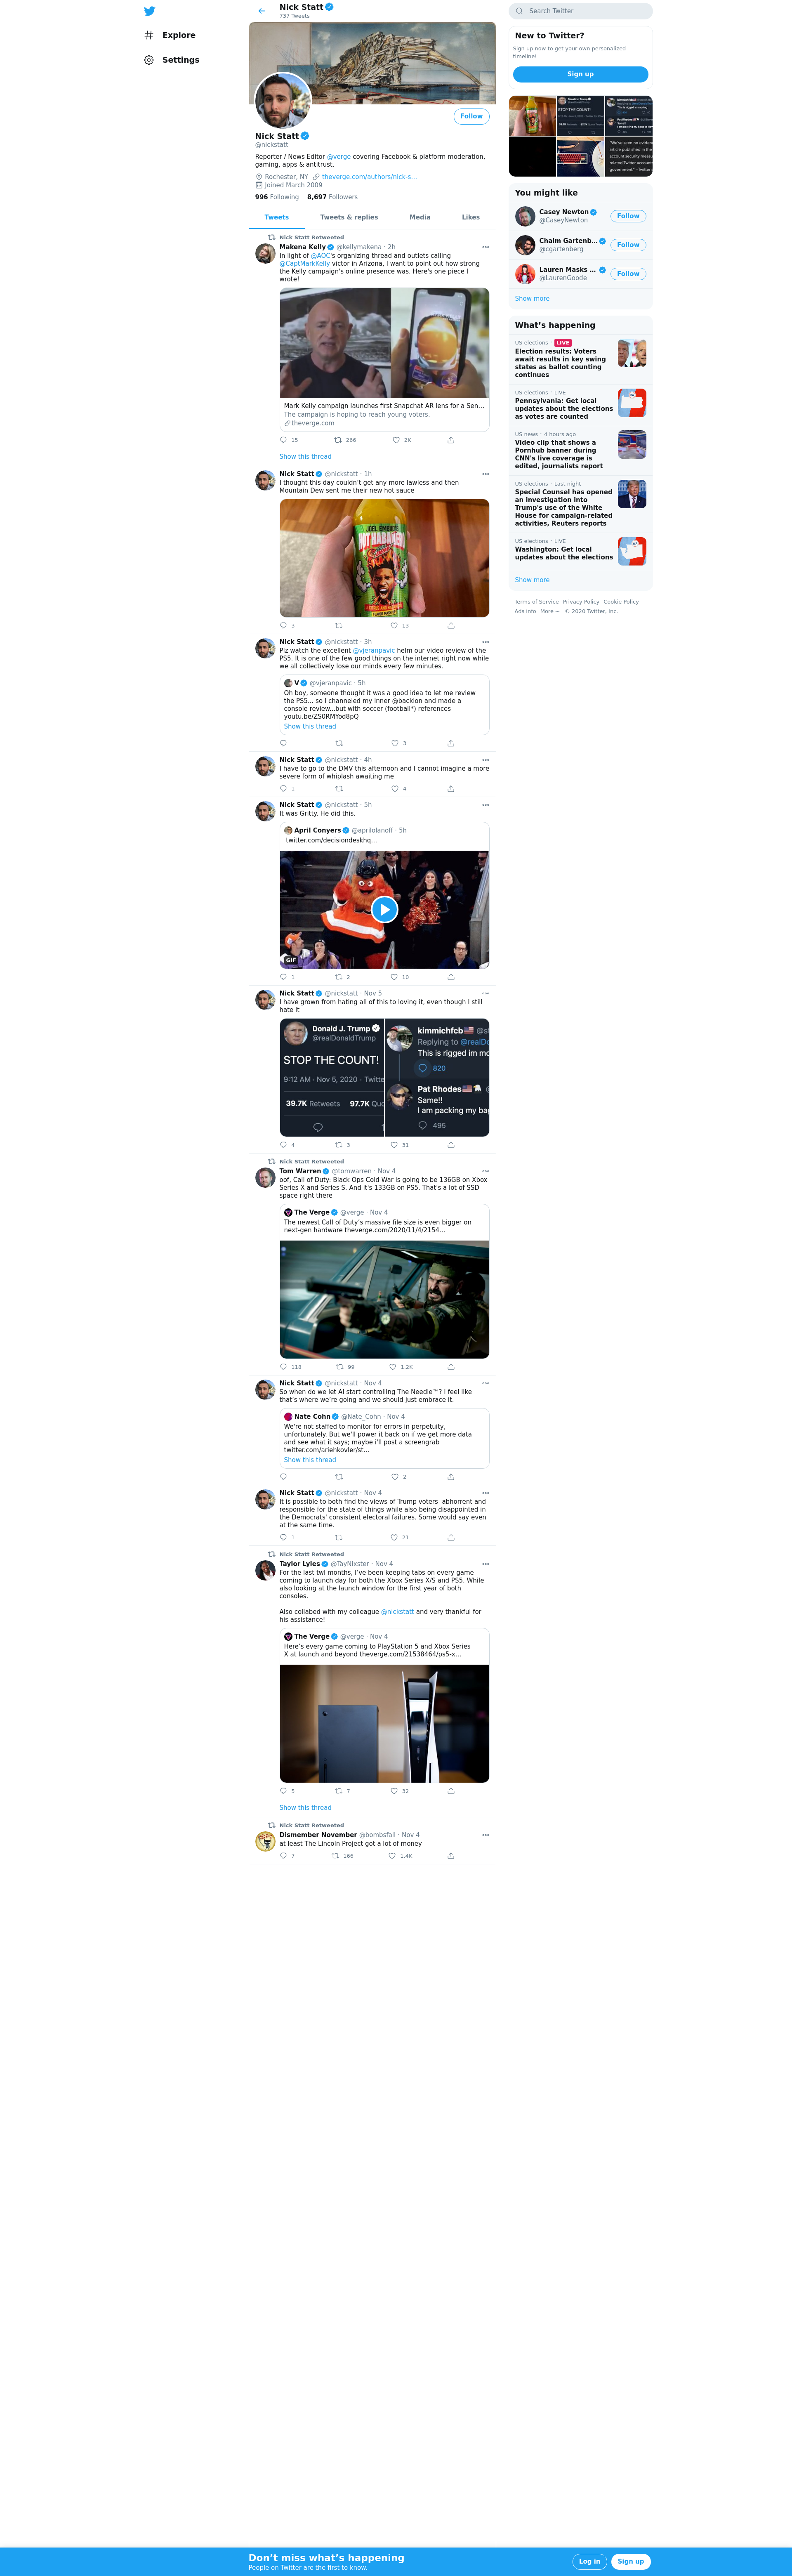 Explore
Settings
Nick Statt
737 Tweets
Follow
Nick Statt
@nickstatt
Reporter / News Editor @verge covering Facebook & platform moderation,
gaming, apps & antitrust.
Rochester, NY theverge.com/authors/nick-s…
Joined March 2009
996 Following 8,697 Followers
Tweets Tweets & replies Media Likes
Nick Statt Retweeted
Makena Kelly @kellymakena · 2h
In light of @AOC's organizing thread and outlets calling
@CaptMarkKelly victor in Arizona, I want to point out how strong
the Kelly campaign's online presence was. Here's one piece I
wrote!
Mark Kelly campaign launches first Snapchat AR lens for a Sen…
The campaign is hoping to reach young voters.
theverge.com
15 266 2K
Show this thread
Nick Statt @nickstatt · 1h
I thought this day couldn't get any more lawless and then
Mountain Dew sent me their new hot sauce
JOEL EMBIID'S
HOTHABANERO
3 13
Nick Statt @nickstatt · 3h
Plz watch the excellent @vjeranpavic helm our video review of the
PS5. It is one of the few good things on the internet right now while
we all collectively lose our minds every few minutes.
V @vjeranpavic · 5h
Oh boy, someone thought it was a good idea to let me review
the PS5... so I channeled my inner @backlon and made a
console review...but with soccer (football*) references
youtu.be/ZS0RMYod8pQ
Show this thread
3
Nick Statt @nickstatt · 4h
I have to go to the DMV this afternoon and I cannot imagine a more
severe form of whiplash awaiting me
1 4
Nick Statt @nickstatt · 5h
It was Gritty. He did this.
April Conyers @aprilolanoff · 5h
twitter.com/decisiondeskhq…
GIF
1 2 10
Nick Statt @nickstatt · Nov 5
I have grown from hating all of this to loving it, even though I still
hate it
Donald J. Trump
@realDonaldTrump
STOP THE COUNT!
9:12 AM · Nov 5, 2020 · Twitte
39.7K Retweets 97.7K Quo
kimmichfcb @st
Replying to @realDo
This is rigged im mo
820
Pat Rhodes
Same!!
I am packing my bag
495
4 3 31
Nick Statt Retweeted
Tom Warren @tomwarren · Nov 4
oof, Call of Duty: Black Ops Cold War is going to be 136GB on Xbox
Series X and Series S. And it's 133GB on PS5. That's a lot of SSD
space right there
The Verge @verge · Nov 4
The newest Call of Duty's massive file size is even bigger on
next-gen hardware theverge.com/2020/11/4/2154…
118 99 1.2K
Nick Statt @nickstatt · Nov 4
So when do we let AI start controlling The Needle™? I feel like
that's where we're going and we should just embrace it.
Nate Cohn @Nate_Cohn · Nov 4
We're not staffed to monitor for errors in perpetuity,
unfortunately. But we'll power it back on if we get more data
and see what it says; maybe i'll post a screengrab
twitter.com/ariehkovler/st…
Show this thread
2
Nick Statt @nickstatt · Nov 4
It is possible to both find the views of Trump voters abhorrent and
responsible for the state of things while also being disappointed in
the Democrats' consistent electoral failures. Some would say even
at the same time.
1 21
Nick Statt Retweeted
Taylor Lyles @TayNixster · Nov 4
For the last twi months, I've been keeping tabs on every game
coming to launch day for both the Xbox Series X/S and PS5. While
also looking at the launch window for the first year of both
consoles.
Also collabed with my colleague @nickstatt and very thankful for
his assistance!
The Verge @verge · Nov 4
Here's every game coming to PlayStation 5 and Xbox Series
X at launch and beyond theverge.com/21538464/ps5-x…
5 7 32
Show this thread
Nick Statt Retweeted
Dismember November @bombsfall · Nov 4
at least The Lincoln Project got a lot of money
7 166 1.4K
Search Twitter
New to Twitter?
Sign up now to get your own personalized
timeline!
Sign up
STOP THE COUNT!
You might like
Casey Newton
@CaseyNewton
Follow
Chaim Gartenb…
@cgartenberg
Follow
Lauren Masks …
@LaurenGoode
Follow
Show more
What's happening
US elections · LIVE
Election results: Voters
await results in key swing
states as ballot counting
continues
US elections · LIVE
Pennsylvania: Get local
updates about the elections
as votes are counted
US news · 4 hours ago
Video clip that shows a
Pornhub banner during
CNN's live coverage is
edited, journalists report
US elections · Last night
Special Counsel has opened
an investigation into
Trump's use of the White
House for campaign-related
activities, Reuters reports
US elections · LIVE
Washington: Get local
updates about the elections
Show more
Terms of Service Privacy Policy Cookie Policy
Ads info More © 2020 Twitter, Inc.
Don't miss what's happening
People on Twitter are the first to know.
Log in
Sign up